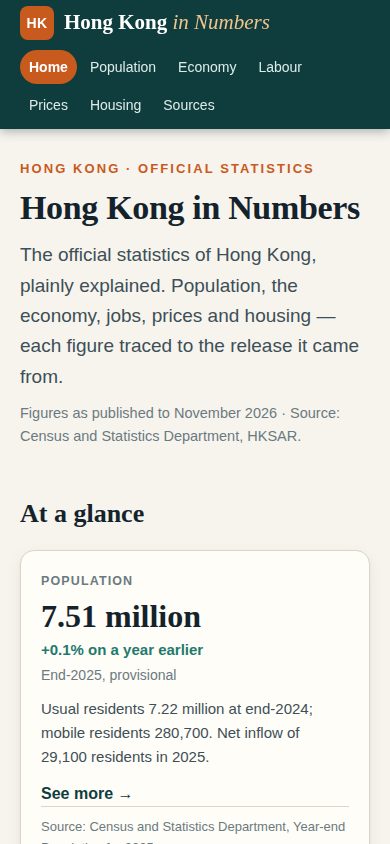 HK Hong Kong in Numbers
Home Population Economy Labour
Prices Housing Sources
HONG KONG · OFFICIAL STATISTICS
Hong Kong in Numbers
The official statistics of Hong Kong,
plainly explained. Population, the
economy, jobs, prices and housing —
each figure traced to the release it came
from.
Figures as published to November 2026 · Source:
Census and Statistics Department, HKSAR.
At a glance
POPULATION
7.51 million
+0.1% on a year earlier
End-2025, provisional
Usual residents 7.22 million at end-2024;
mobile residents 280,700. Net inflow of
29,100 residents in 2025.
See more →
Source: Census and Statistics Department, Year-end